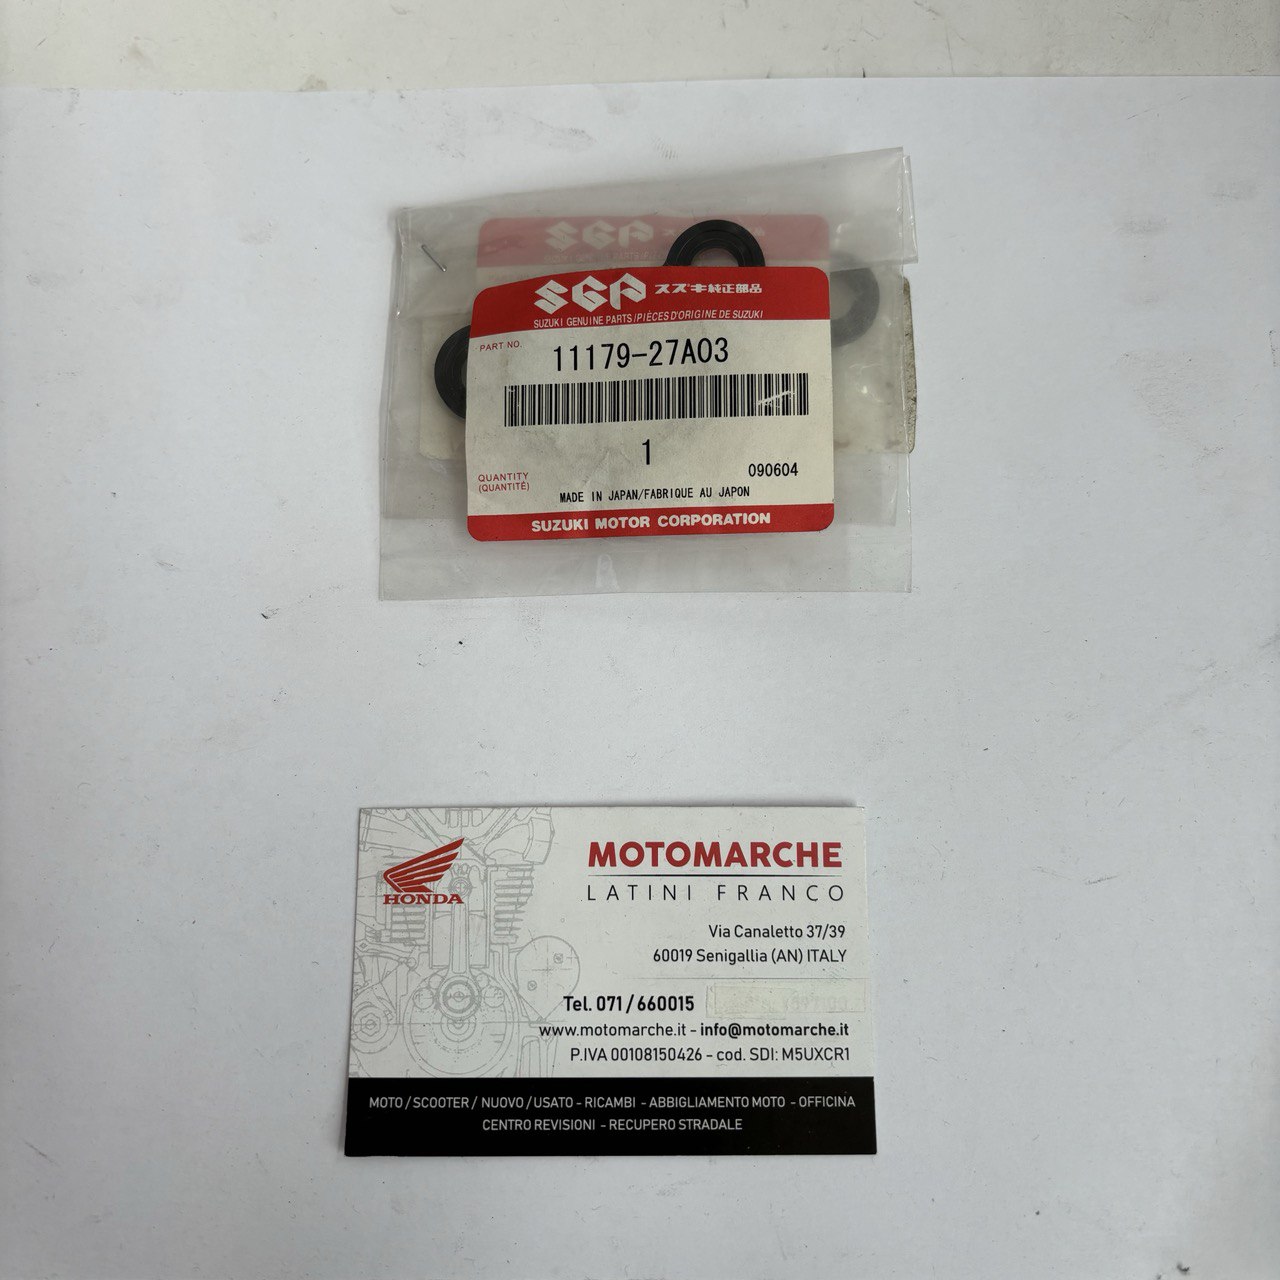 SGP スズキ純正部品
SUZUKI GENUINE PARTS/PIÈCES D'ORIGINE DE SUZUKI
PART NO.
11179-27A03
1
QUANTITY
(QUANTITÉ)
090604
MADE IN JAPAN/FABRIQUE AU JAPON
SUZUKI MOTOR CORPORATION
HONDA
MOTOMARCHE
LATINI FRANCO
Via Canaletto 37/39
60019 Senigallia (AN) ITALY
Tel. 071/660015
www.motomarche.it - info@motomarche.it
P.IVA 00108150426 - cod. SDI: M5UXCR1
MOTO/SCOOTER/ NUOVO/USATO - RICAMBI - ABBIGLIAMENTO MOTO - OFFICINA
CENTRO REVISIONI - RECUPERO STRADALE